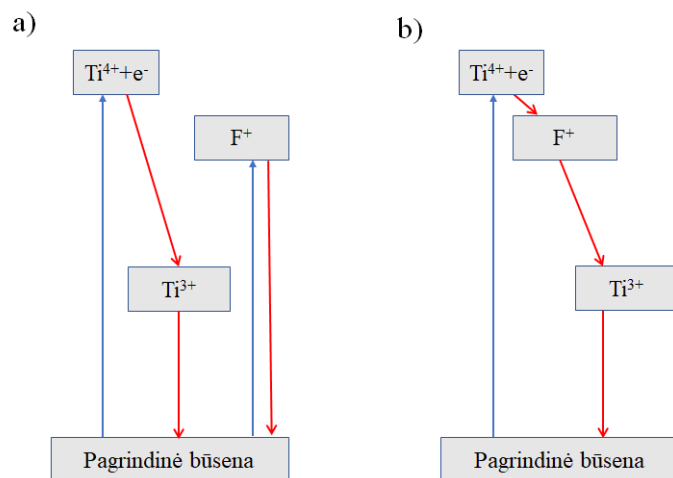 a)
Ti⁴⁺+e⁻
F⁺
Ti³⁺
Pagrindinė būsena
b)
Ti⁴⁺+e⁻
F⁺
Ti³⁺
Pagrindinė būsena